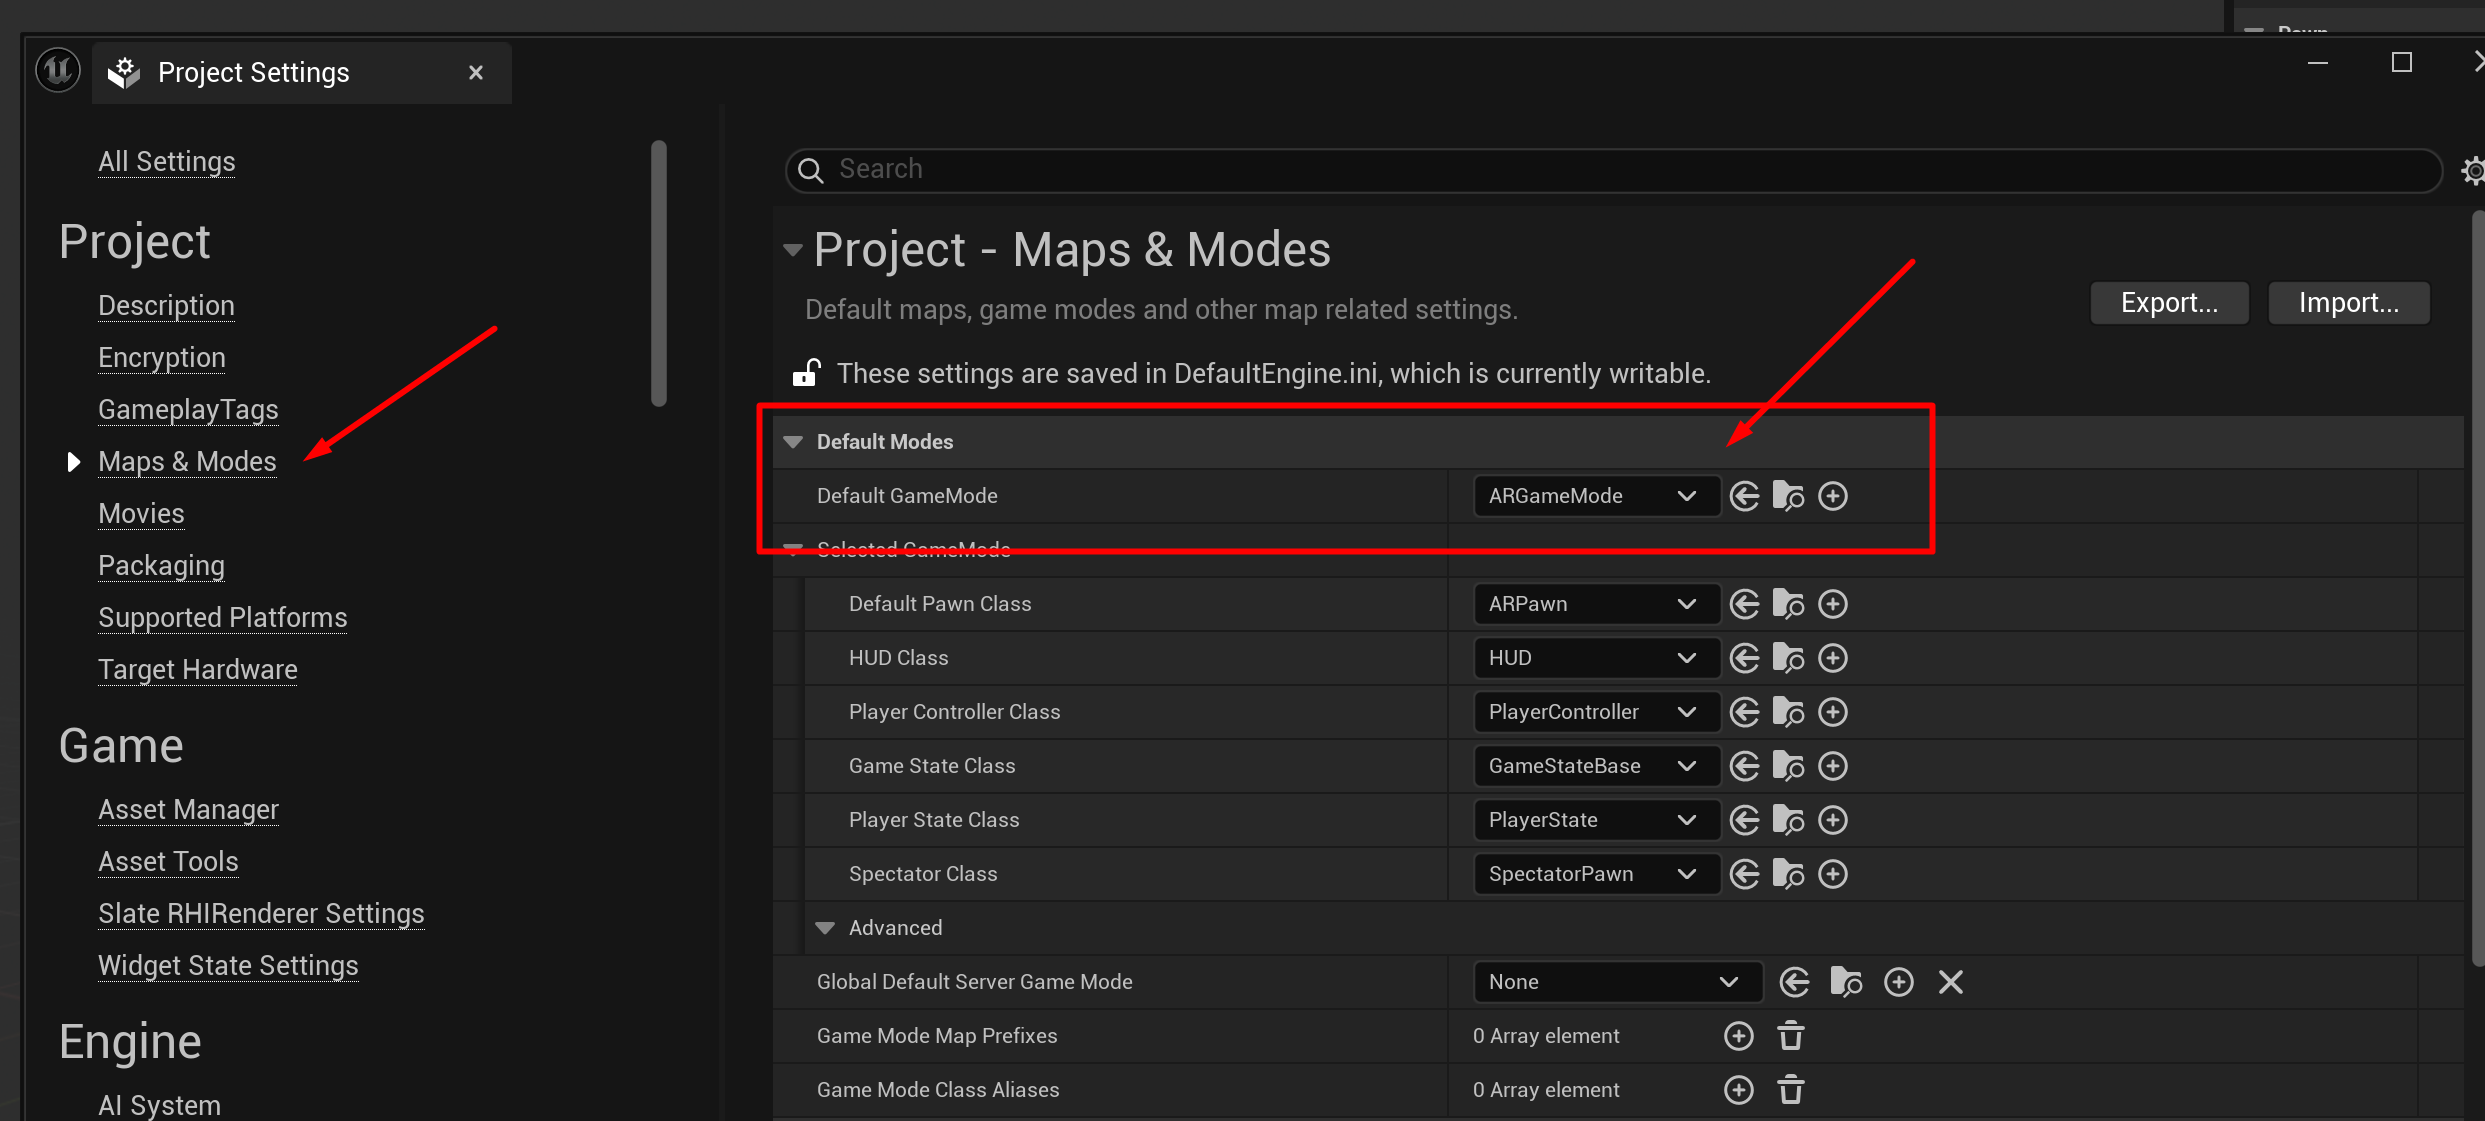 Pawn
Project Settings
All Settings
Project
Description
Encryption
GameplayTags
Maps & Modes
Movies
Packaging
Supported Platforms
Target Hardware
Game
Asset Manager
Asset Tools
Slate RHIRenderer Settings
Widget State Settings
Engine
AI System
Search
Project - Maps & Modes
Default maps, game modes and other map related settings.
Export...
Import...
These settings are saved in DefaultEngine.ini, which is currently writable.
Default Modes
Default GameMode ARGameMode
Selected GameMode
Default Pawn Class ARPawn
HUD Class HUD
Player Controller Class PlayerController
Game State Class GameStateBase
Player State Class PlayerState
Spectator Class SpectatorPawn
Advanced
Global Default Server Game Mode None
Game Mode Map Prefixes 0 Array element
Game Mode Class Aliases 0 Array element